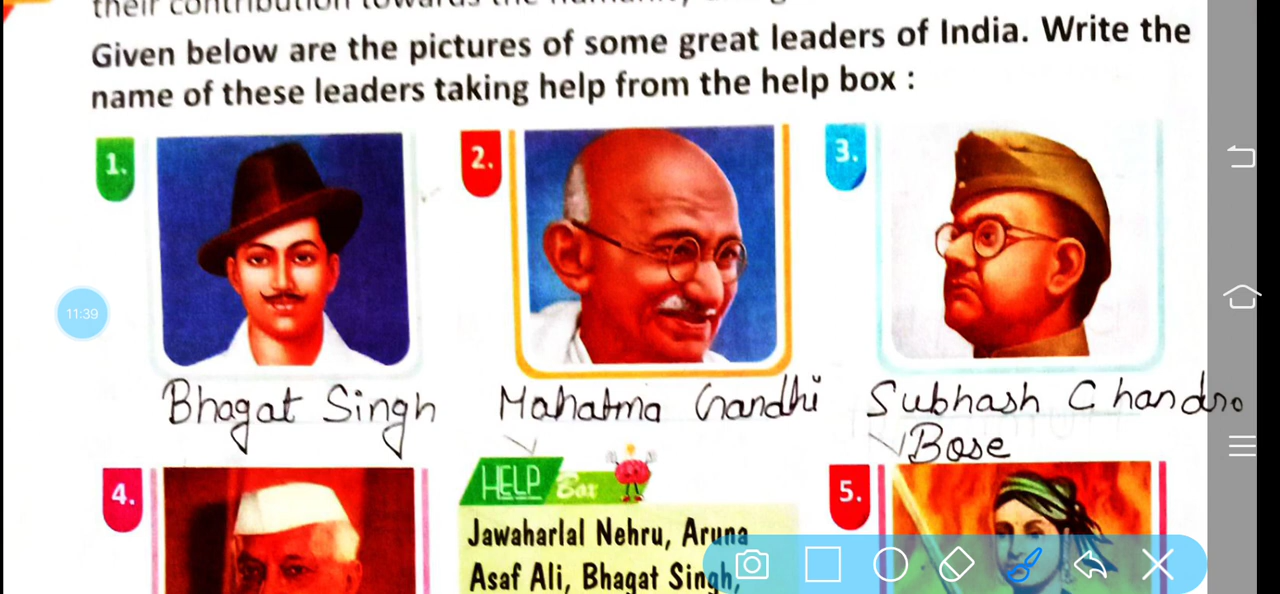 Given below are the pictures of some great leaders of India. Write the
name of these leaders taking help from the help box :
1.
2.
3.
11:39
Bhagat Singh
Mahatma Gandhi
Subhash Chandra
Bose
4.
HELP Box
5.
Jawaharlal Nehru, Aruna
Asaf Ali, Bhagat Singh,